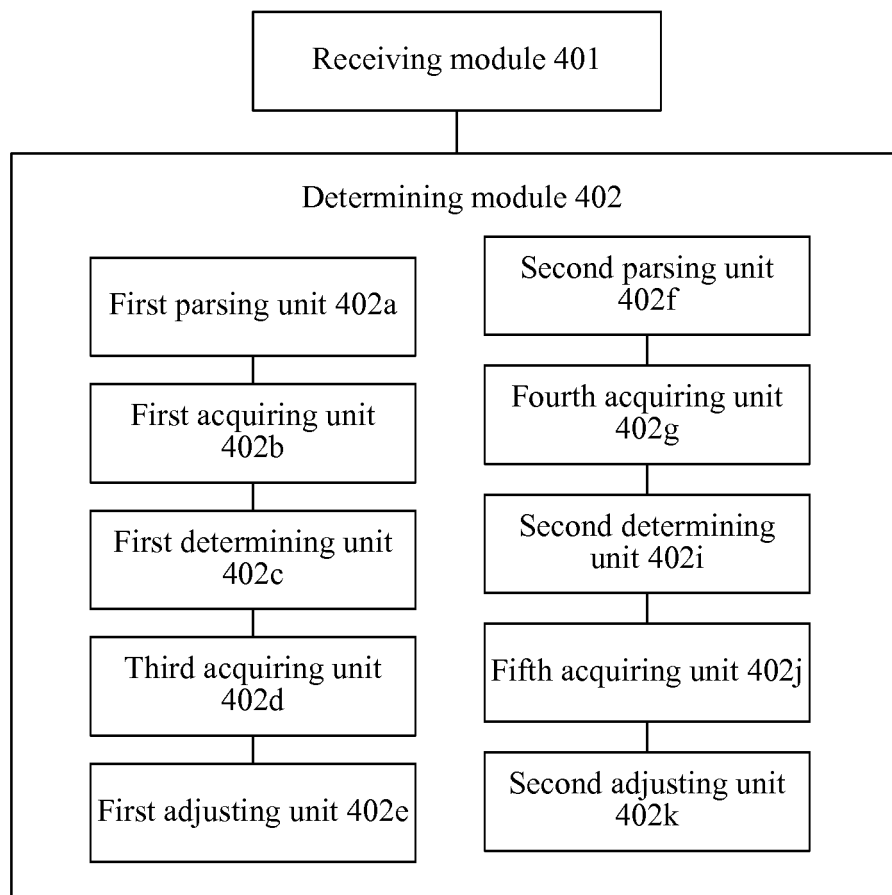 Receiving module 401
Determining module 402
First parsing unit 402a
First acquiring unit
402b
First determining unit
402c
Third acquiring unit
402d
First adjusting unit 402e
Second parsing unit
402f
Fourth acquiring unit
402g
Second determining
unit 402i
Fifth acquiring unit 402j
Second adjusting unit
402k